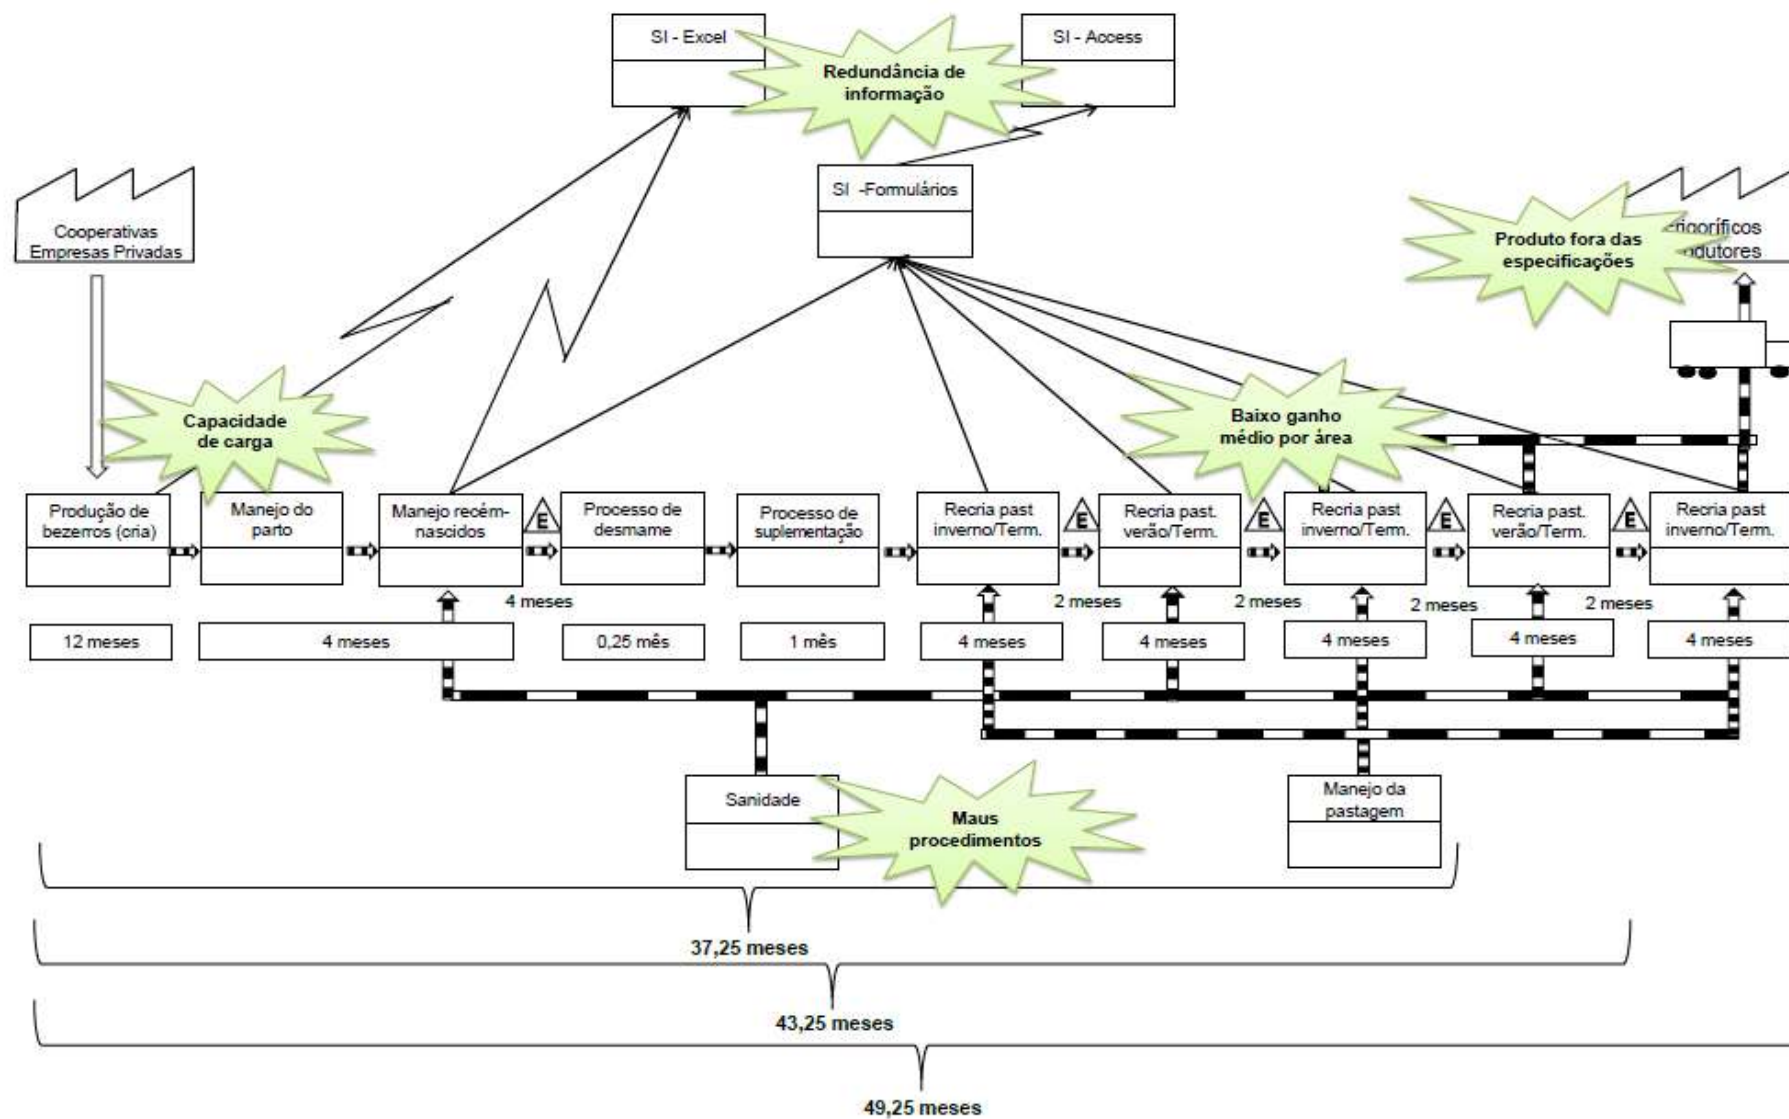 SI - Excel
SI - Access
Redundância de
informação
SI -Formulários
Cooperativas
Empresas Privadas
Produto fora das
especificações
Capacidade
de carga
Baixo ganho
médio por área
Produção de
bezerros (cria)
Manejo do
parto
Manejo recém-
nascidos
E
Processo de
desmame
Processo de
suplementação
Recria past
inverno/Term.
E
Recria past.
verão/Term.
E
Recria past
inverno/Term.
E
Recria past.
verão/Term.
E
Recria past
inverno/Term.
4 meses
2 meses
2 meses
2 meses
2 meses
12 meses
4 meses
0,25 mês
1 mês
4 meses
4 meses
4 meses
4 meses
4 meses
Sanidade
Maus
procedimentos
Manejo da
pastagem
37,25 meses
43,25 meses
49,25 meses